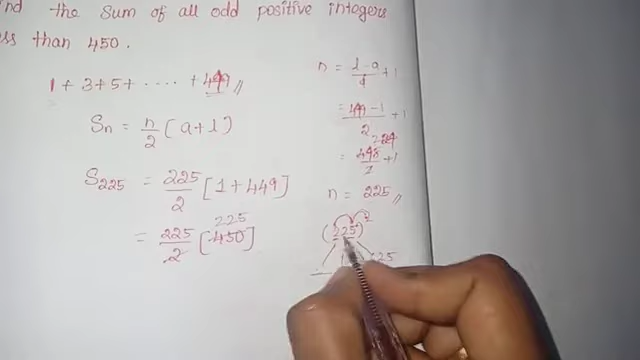 nd the sum of all odd positive integers
ss than 450.
1 + 3 + 5 + ..... + 449 //
Sn = n/2 (a+l)
S225 = 225/2 [1 + 449]
= 225/2 [450] 225
n = l-a/d + 1
= 449-1/2 + 1
= 448/2 + 1 224
n = 225 //
(225)²
25